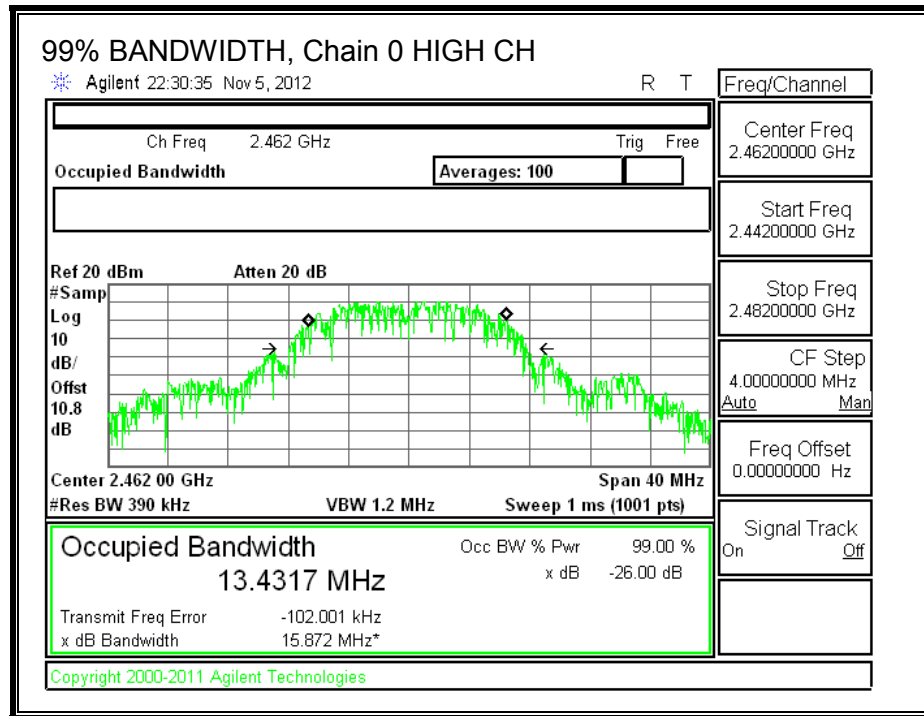 99% BANDWIDTH, Chain 0 HIGH CH
Agilent 22:30:35 Nov 5, 2012 R T
Freq/Channel
Ch Freq 2.462 GHz Trig Free
Occupied Bandwidth Averages: 100
Center Freq
2.46200000 GHz
Start Freq
2.44200000 GHz
Stop Freq
2.48200000 GHz
CF Step
4.00000000 MHz
Auto Man
Freq Offset
0.00000000 Hz
Signal Track
On Off
Ref 20 dBm Atten 20 dB
#Samp
Log
10
dB/
Offst
10.8
dB
Center 2.462 00 GHz Span 40 MHz
#Res BW 390 kHz VBW 1.2 MHz Sweep 1 ms (1001 pts)
Occupied Bandwidth Occ BW % Pwr 99.00 %
13.4317 MHz x dB -26.00 dB
Transmit Freq Error -102.001 kHz
x dB Bandwidth 15.872 MHz*
Copyright 2000-2011 Agilent Technologies